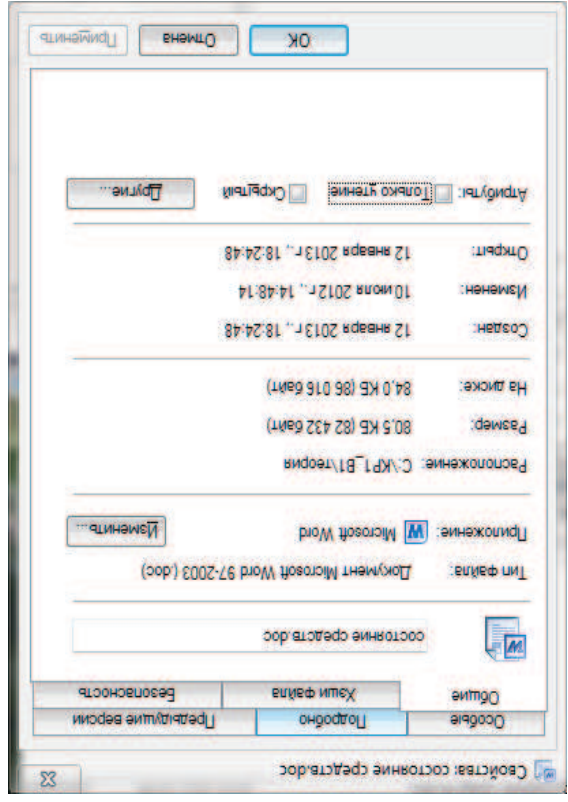 Свойства: состояние средств.doc
Особые Подробно Предыдущие версии
Общие Хэши файла Безопасность
состояние средств.doc
Тип файла: Документ Microsoft Word 97-2003 (.doc)
Приложение: Microsoft Word Изменить...
Расположение: C:\КР1_В1\теория
Размер: 80,5 КБ (82 432 байт)
На диске: 84,0 КБ (86 016 байт)
Создан: 12 января 2013 г., 18:24:48
Изменен: 10 июля 2012 г., 14:48:14
Открыт: 12 января 2013 г., 18:24:48
Атрибуты: Только чтение Скрытый Другие...
ОК Отмена Применить